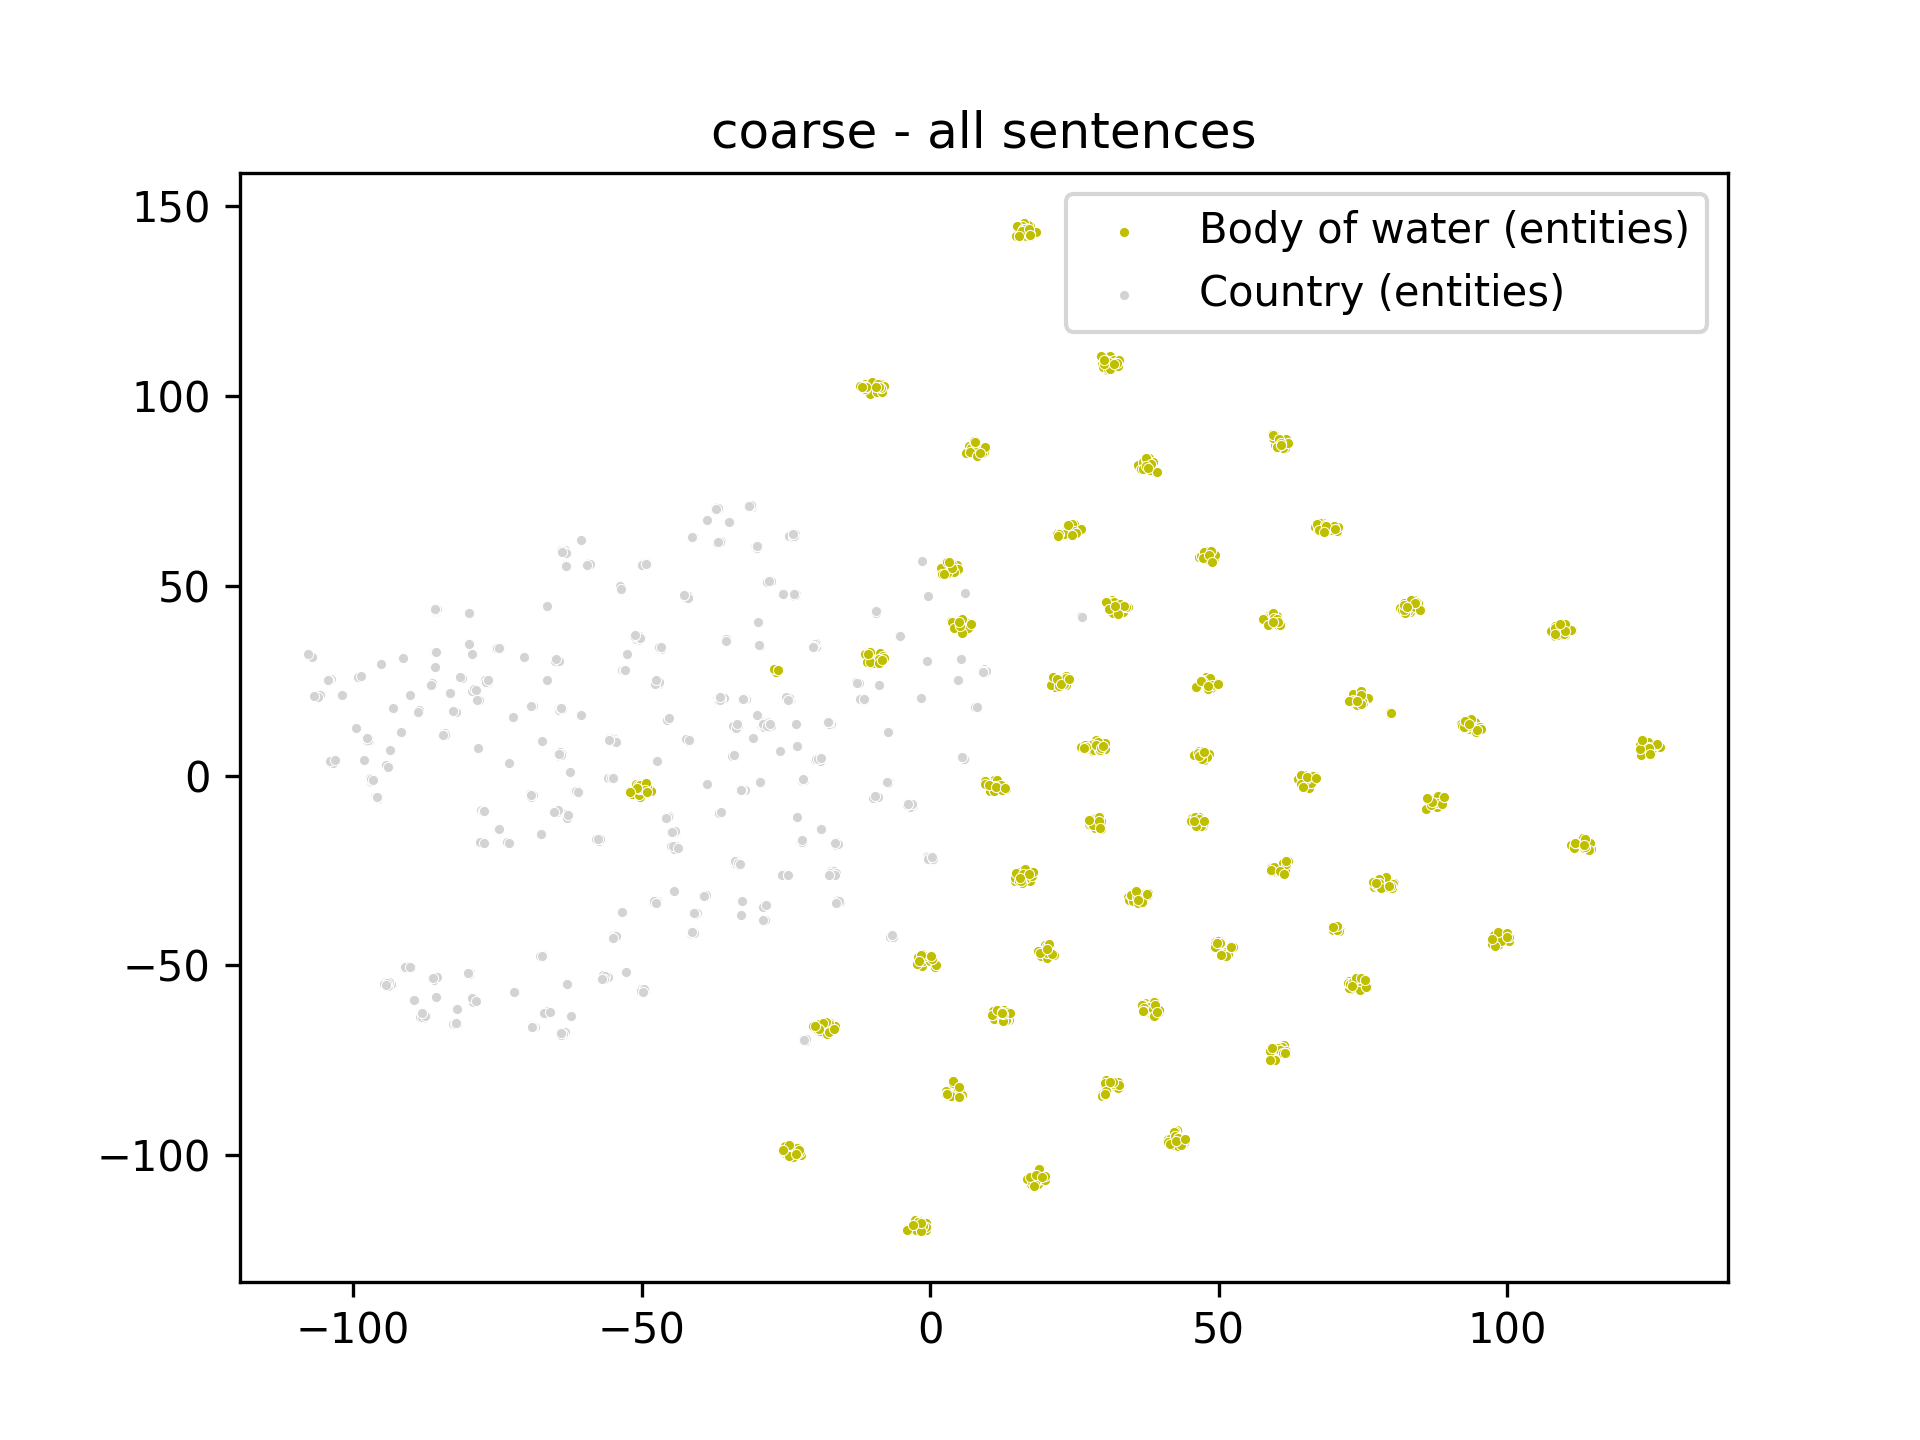 coarse - all sentences
Body of water (entities)
Country (entities)
150
100
50
0
−50
−100
−100 −50 0 50 100